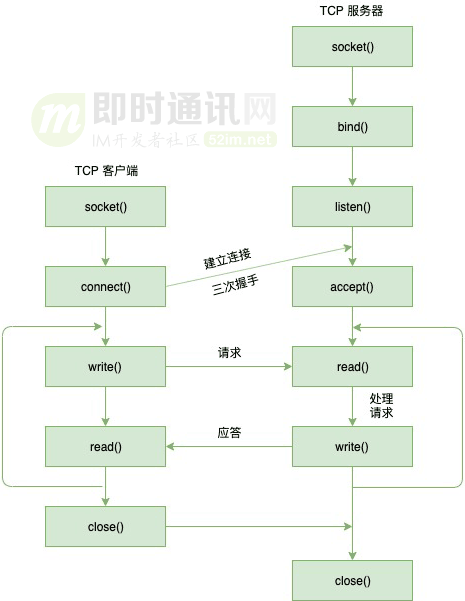 TCP 服务器
socket()
即时通讯网
IM开发者社区 52im.net
bind()
TCP 客户端
socket()
listen()
建立连接
三次握手
connect()
accept()
write()
请求
read()
处理
请求
read()
应答
write()
close()
close()